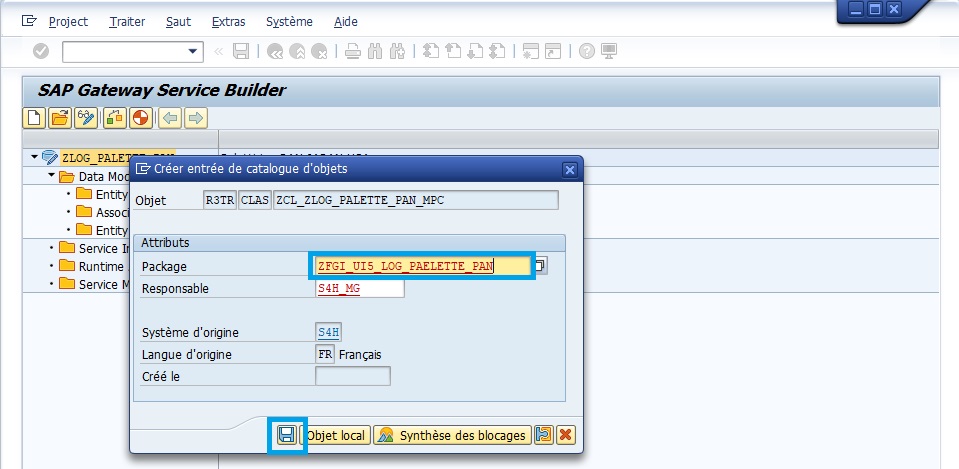 Project Traiter Saut Extras Système Aide
SAP Gateway Service Builder
ZLOG_PALETTE
Créer entrée de catalogue d'objets
Data Mod
Objet R3TR CLAS ZCL_ZLOG_PALETTE_PAN_MPC
Entity
Associ
Entity
Attributs
Service In
Package ZFGI_UI5_LOG_PAELETTE_PAN
Runtime
Service M
Responsable S4H_MG
Système d'origine S4H
Langue d'origine FR Français
Créé le
Objet local Synthèse des blocages